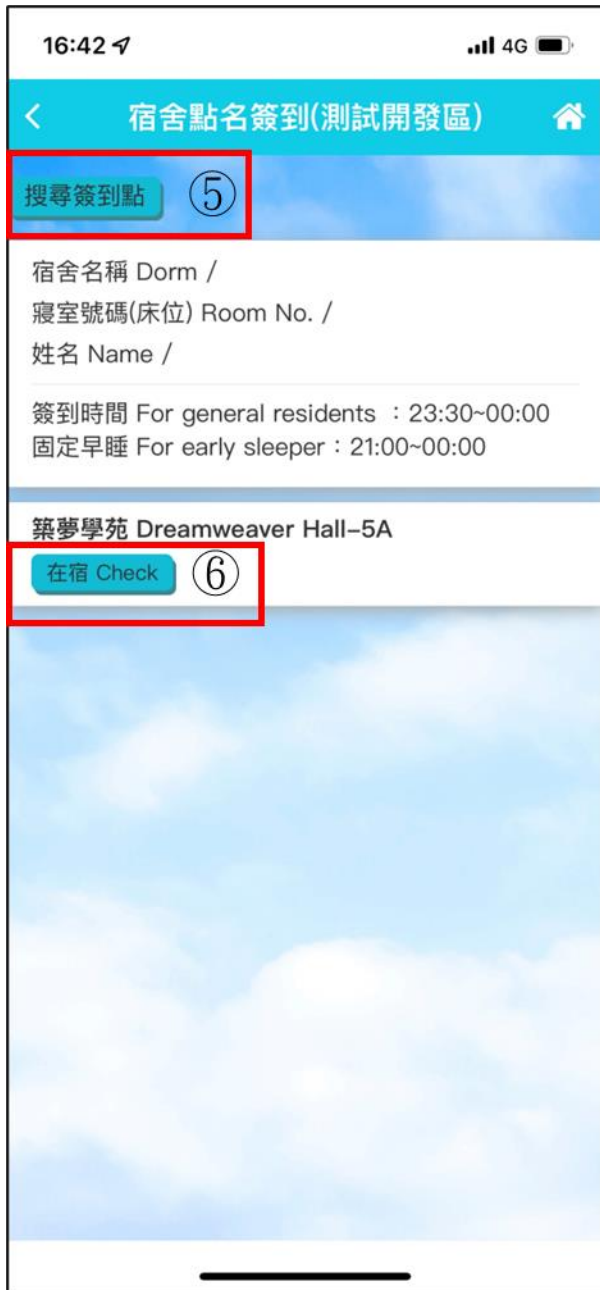 16:42 4G
宿舍點名簽到(測試開發區)
搜尋簽到點 ⑤
宿舍名稱 Dorm /
寢室號碼(床位) Room No. /
姓名 Name /
簽到時間 For general residents ：23:30~00:00
固定早睡 For early sleeper：21:00~00:00
築夢學苑 Dreamweaver Hall-5A
在宿 Check ⑥